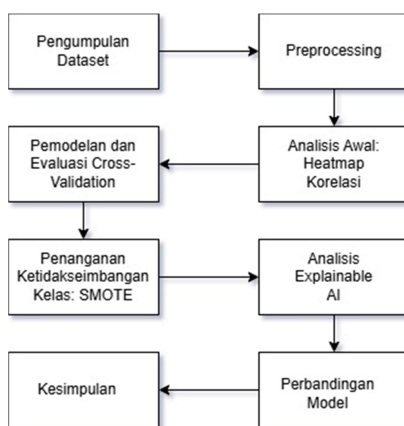 Pengumpulan
Dataset
Preprocessing
Analisis Awal:
Heatmap
Korelasi
Pemodelan dan
Evaluasi Cross-
Validation
Penanganan
Ketidakseimbangan
Kelas: SMOTE
Analisis
Explainable
AI
Perbandingan
Model
Kesimpulan